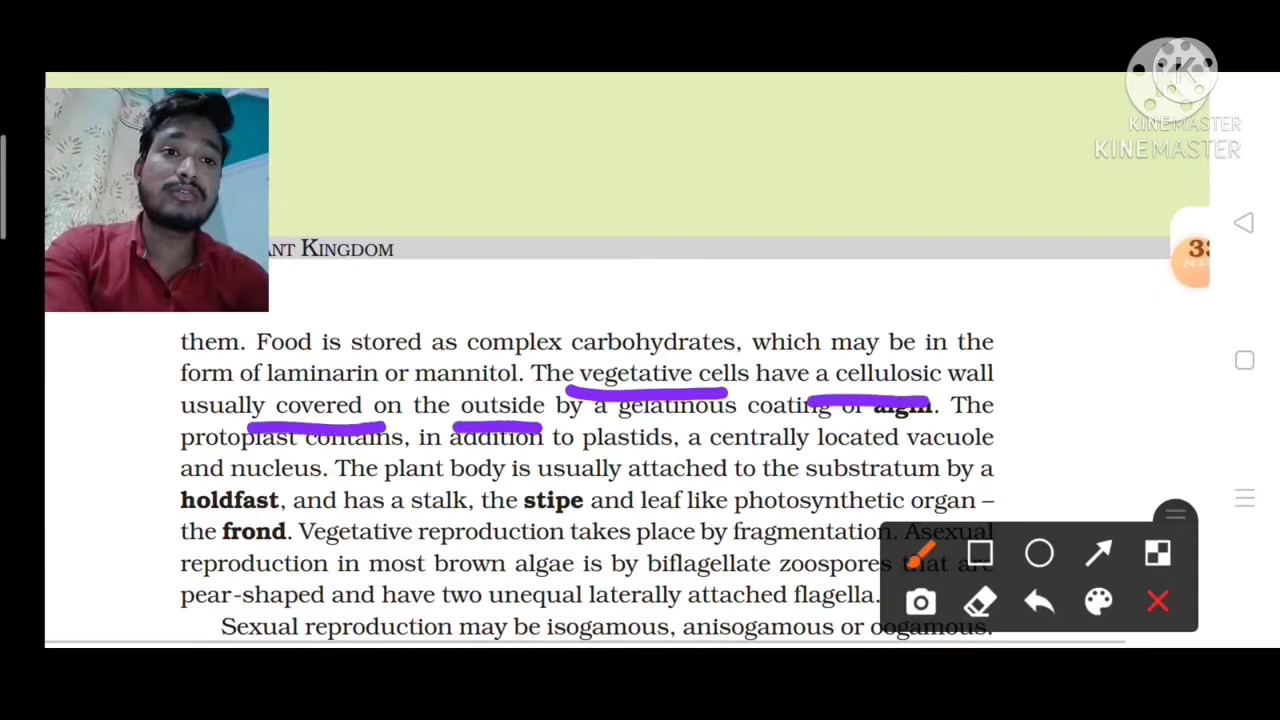 KINEMASTER
KINEMASTER
ANT KINGDOM
33
them. Food is stored as complex carbohydrates, which may be in the
form of laminarin or mannitol. The vegetative cells have a cellulosic wall
usually covered on the outside by a gelatinous coating of algin. The
protoplast contains, in addition to plastids, a centrally located vacuole
and nucleus. The plant body is usually attached to the substratum by a
holdfast, and has a stalk, the stipe and leaf like photosynthetic organ –
the frond. Vegetative reproduction takes place by fragmentation. Asexual
reproduction in most brown algae is by biflagellate zoospores that are
pear-shaped and have two unequal laterally attached flagella.
Sexual reproduction may be isogamous, anisogamous or oogamous.